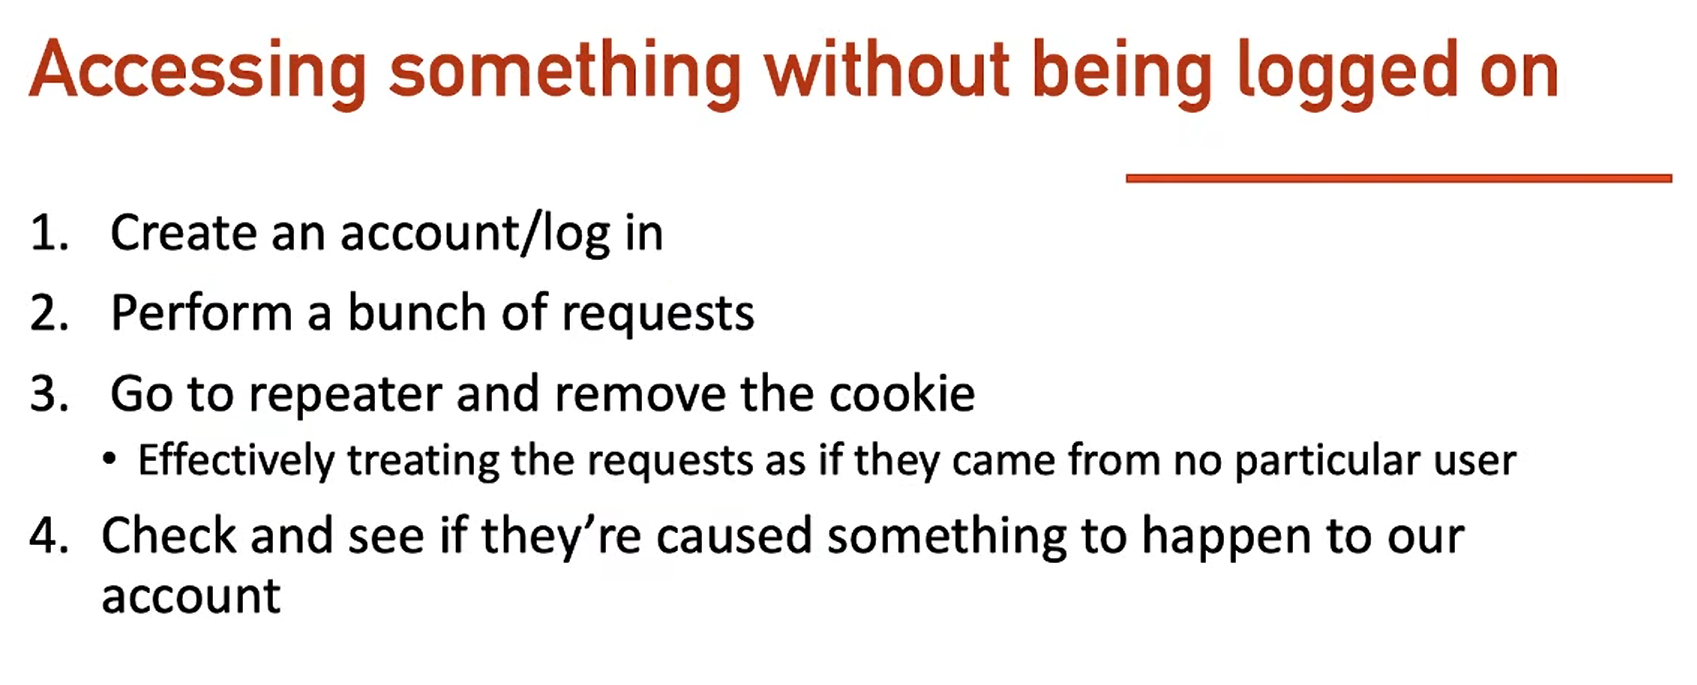 Accessing something without being logged on
1. Create an account/log in
2. Perform a bunch of requests
3. Go to repeater and remove the cookie
• Effectively treating the requests as if they came from no particular user
4. Check and see if they’re caused something to happen to our
account